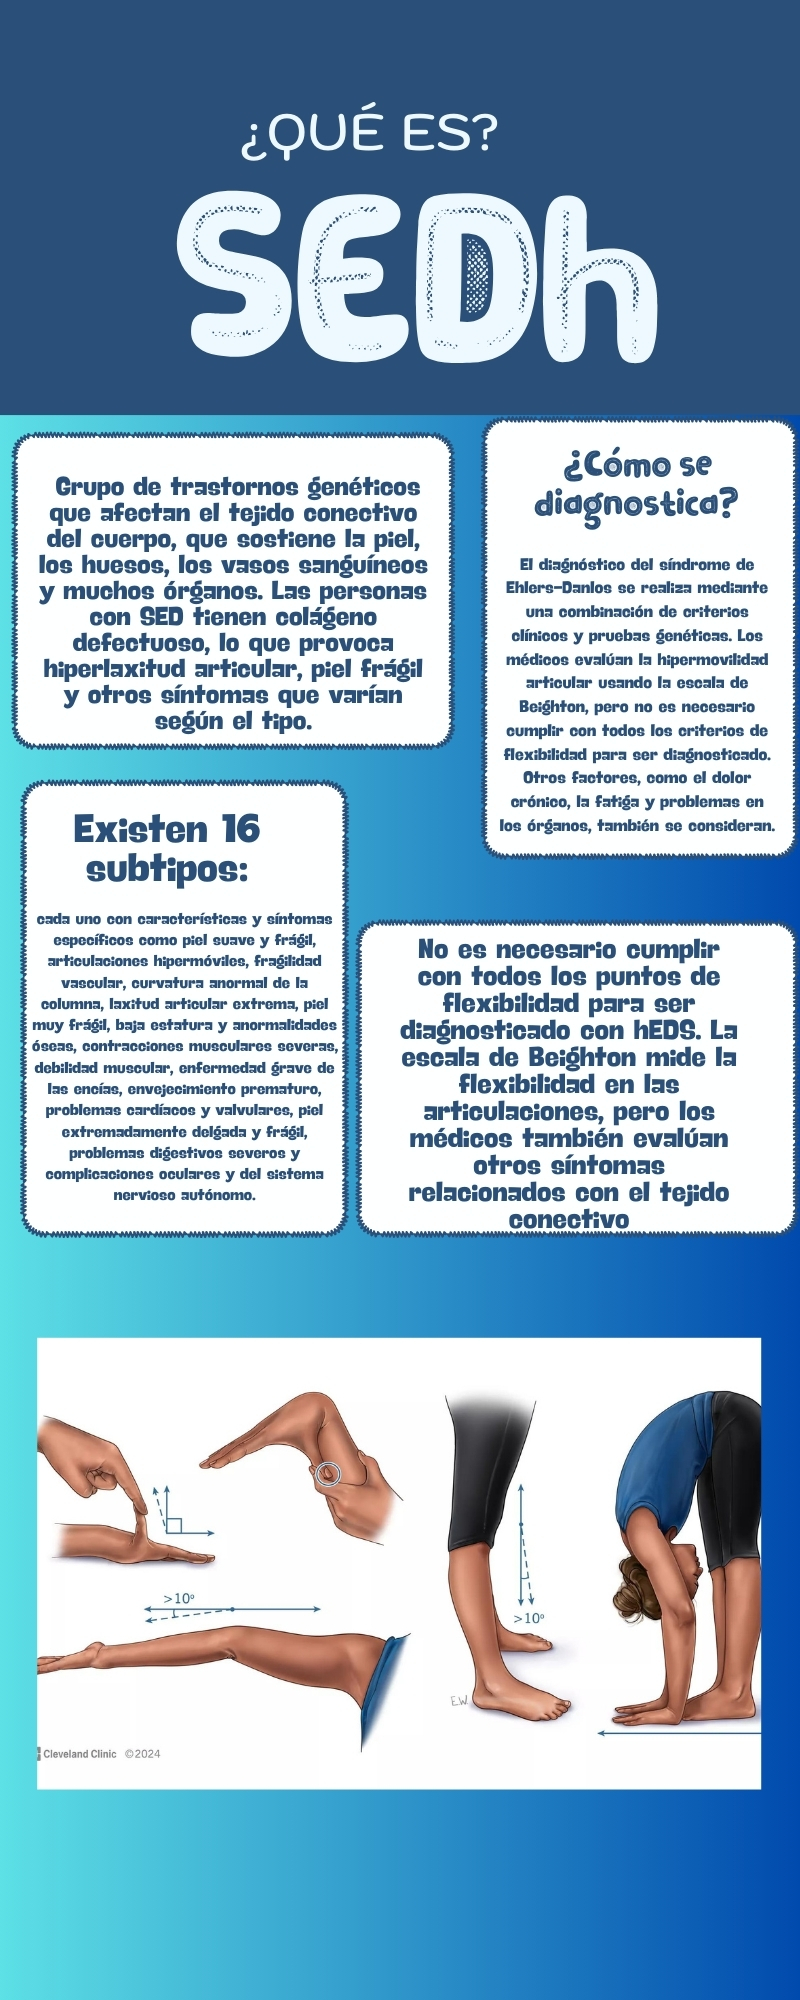 ¿QUÉ ES?
SEDh
Grupo de trastornos genéticos
que afectan el tejido conectivo
del cuerpo, que sostiene la piel,
los huesos, los vasos sanguíneos
y muchos órganos. Las personas
con SED tienen colágeno
defectuoso, lo que provoca
hiperlaxitud articular, piel frágil
y otros síntomas que varían
según el tipo.
¿Cómo se
diagnostica?
El diagnóstico del síndrome de
Ehlers-Danlos se realiza mediante
una combinación de criterios
clínicos y pruebas genéticas. Los
médicos evalúan la hipermovilidad
articular usando la escala de
Beighton, pero no es necesario
cumplir con todos los criterios de
flexibilidad para ser diagnosticado.
Otros factores, como el dolor
crónico, la fatiga y problemas en
los órganos, también se consideran.
Existen 16
subtipos:
cada uno con características y síntomas
específicos como piel suave y frágil,
articulaciones hipermóviles, fragilidad
vascular, curvatura anormal de la
columna, laxitud articular extrema, piel
muy frágil, baja estatura y anormalidades
óseas, contracciones musculares severas,
debilidad muscular, enfermedad grave de
las encías, envejecimiento prematuro,
problemas cardíacos y valvulares, piel
extremadamente delgada y frágil,
problemas digestivos severos y
complicaciones oculares y del sistema
nervioso autónomo.
No es necesario cumplir
con todos los puntos de
flexibilidad para ser
diagnosticado con hEDS. La
escala de Beighton mide la
flexibilidad en las
articulaciones, pero los
médicos también evalúan
otros síntomas
relacionados con el tejido
conectivo
>10°
>10°
E.W.
Cleveland Clinic ©2024